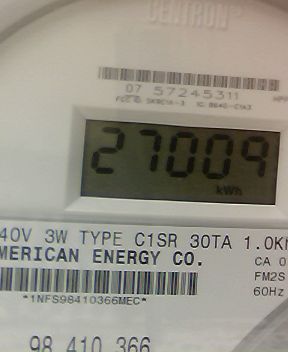 CENTRON®
07 57245311
27009
kWh
40V 3W TYPE C1SR 30TA 1.0K
MERICAN ENERGY CO.
CA 0
FM2S
60Hz
*1NFS98410366MEC*
98 410 366